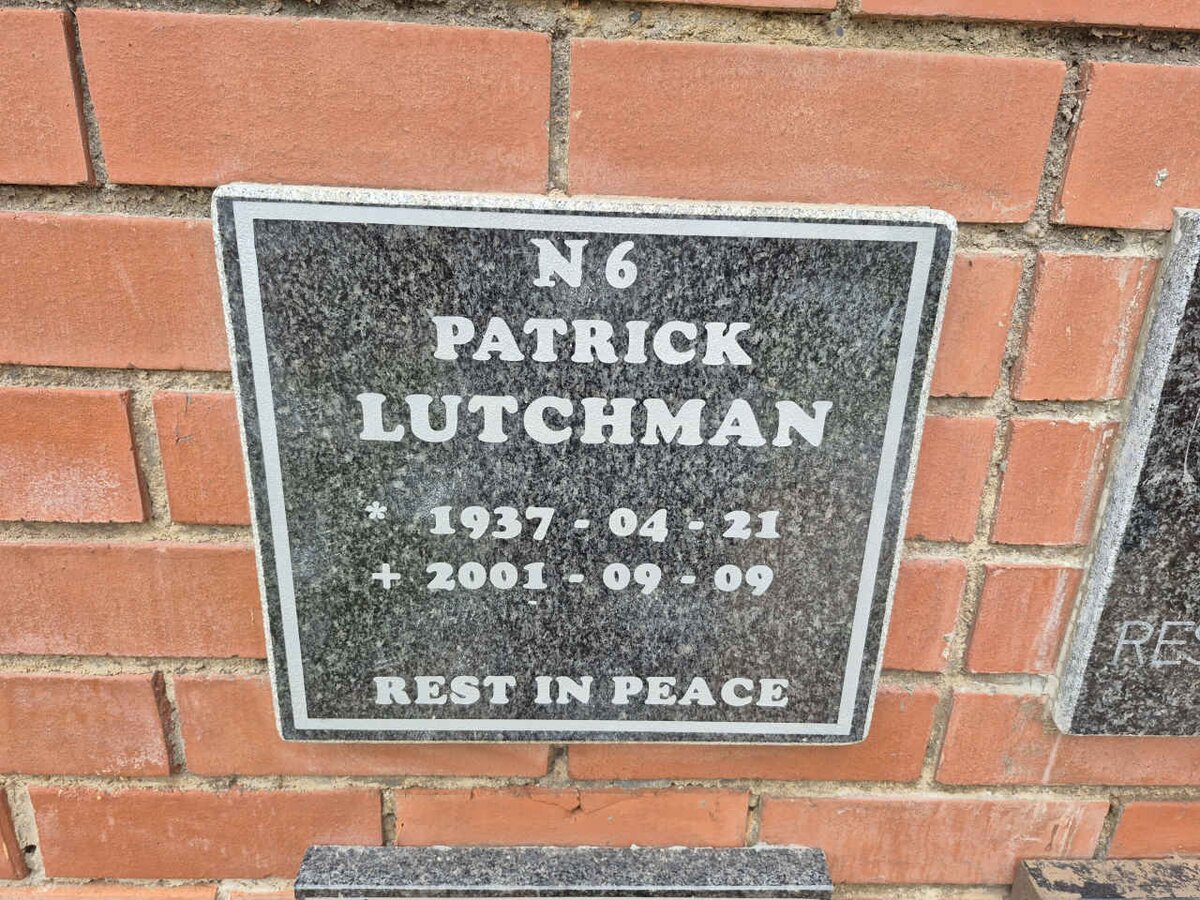 N 6
PATRICK
LUTCHMAN
* 1937 - 04 - 21
+ 2001 - 09 - 09
REST IN PEACE